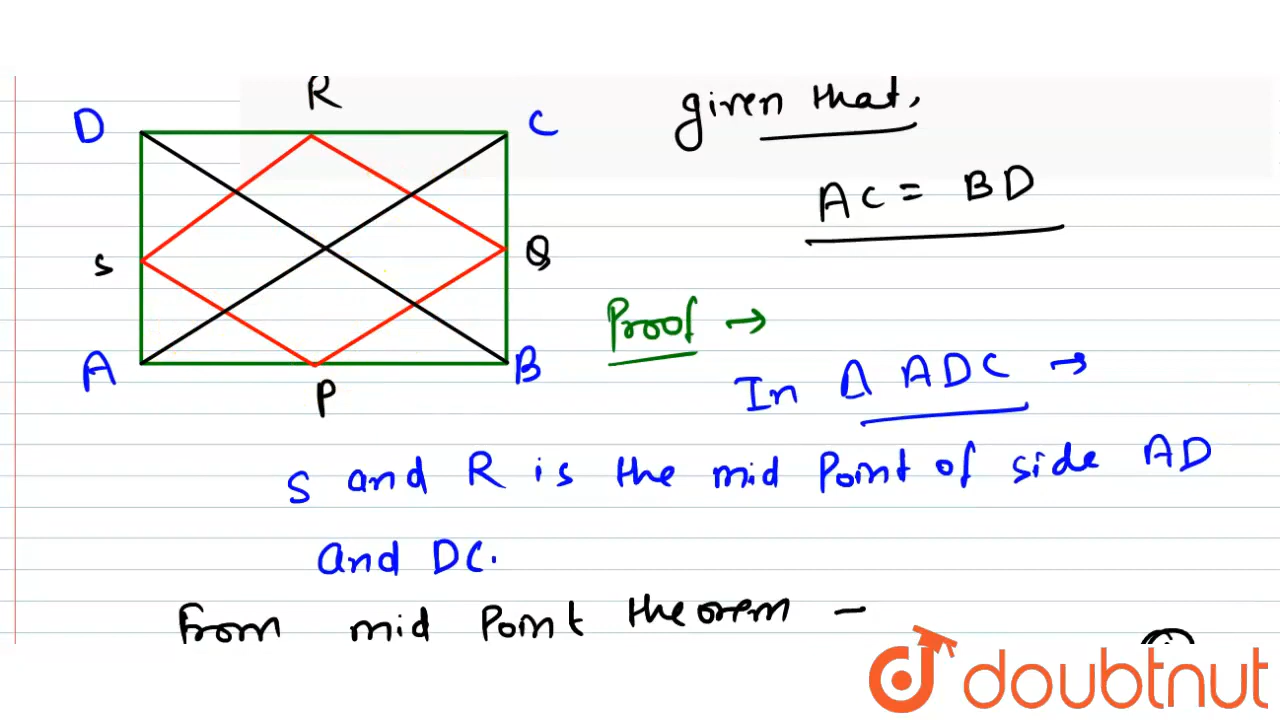 R
given that,
D
C
AC = BD
S
Q
Proof →
A
B
In Δ ADC →
P
S and R is the mid Point of side AD
and DC.
From mid Point theorem –
doubtnut